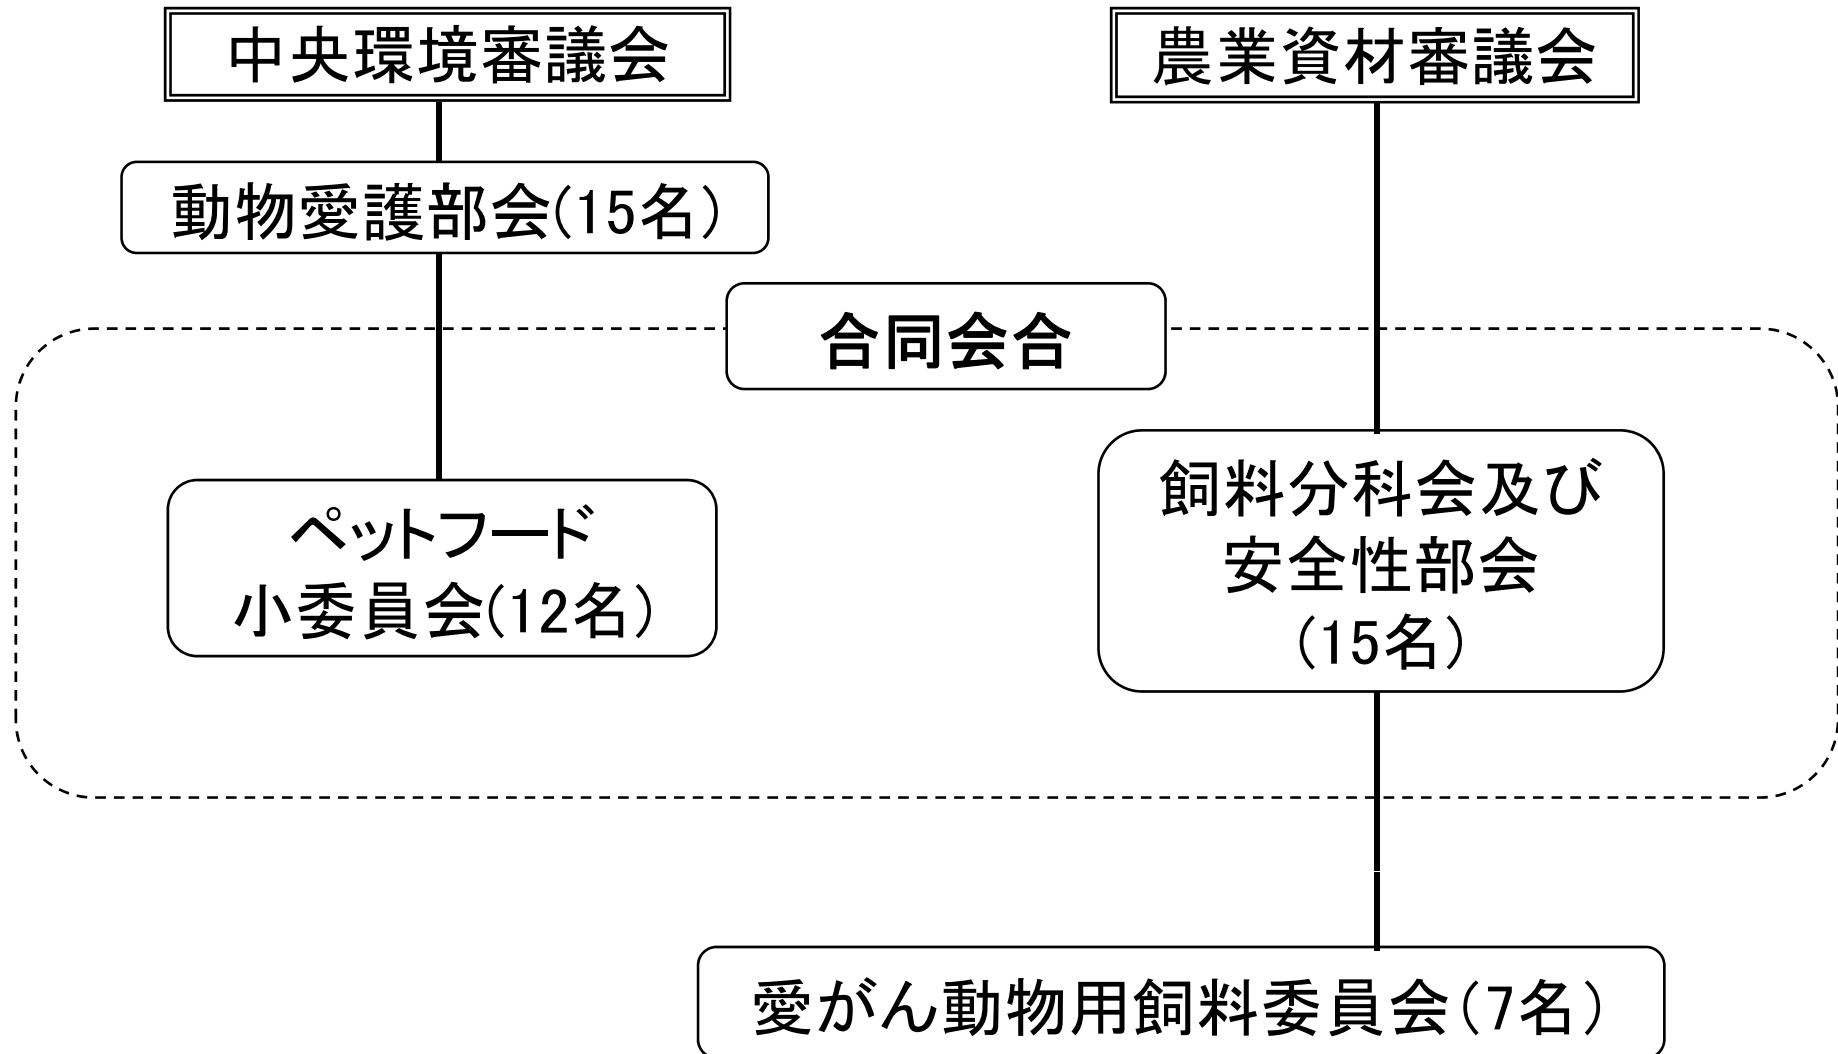 中央環境審議会
農業資材審議会
動物愛護部会(15名)
合同会合
ペットフード
小委員会(12名)
飼料分科会及び
安全性部会
(15名)
愛がん動物用飼料委員会(7名)